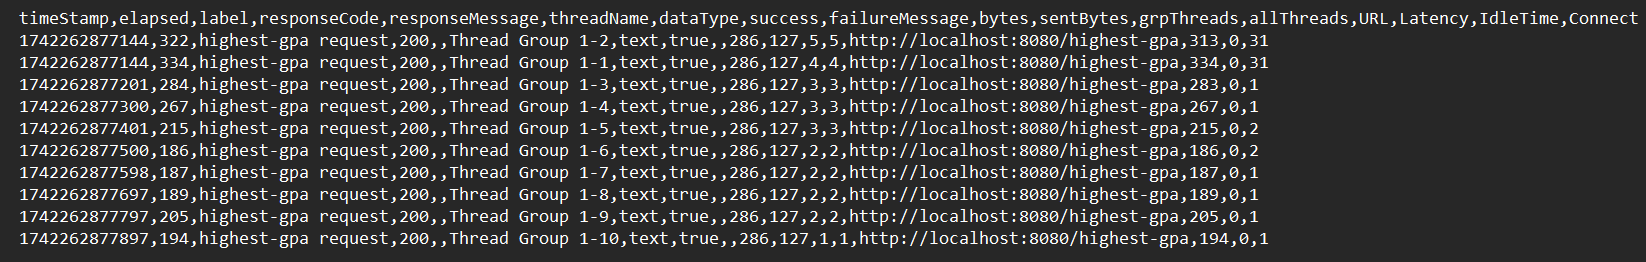 timeStamp,elapsed,label,responseCode,responseMessage,threadName,dataType,success,failureMessage,bytes,sentBytes,grpThreads,allThreads,URL,Latency,IdleTime,Connect
1742262877144,322,highest-gpa request,200,,Thread Group 1-2,text,true,,286,127,5,5,http://localhost:8080/highest-gpa,313,0,31
1742262877144,334,highest-gpa request,200,,Thread Group 1-1,text,true,,286,127,4,4,http://localhost:8080/highest-gpa,334,0,31
1742262877201,284,highest-gpa request,200,,Thread Group 1-3,text,true,,286,127,3,3,http://localhost:8080/highest-gpa,283,0,1
1742262877300,267,highest-gpa request,200,,Thread Group 1-4,text,true,,286,127,3,3,http://localhost:8080/highest-gpa,267,0,1
1742262877401,215,highest-gpa request,200,,Thread Group 1-5,text,true,,286,127,3,3,http://localhost:8080/highest-gpa,215,0,2
1742262877500,186,highest-gpa request,200,,Thread Group 1-6,text,true,,286,127,2,2,http://localhost:8080/highest-gpa,186,0,2
1742262877598,187,highest-gpa request,200,,Thread Group 1-7,text,true,,286,127,2,2,http://localhost:8080/highest-gpa,187,0,1
1742262877697,189,highest-gpa request,200,,Thread Group 1-8,text,true,,286,127,2,2,http://localhost:8080/highest-gpa,189,0,1
1742262877797,205,highest-gpa request,200,,Thread Group 1-9,text,true,,286,127,2,2,http://localhost:8080/highest-gpa,205,0,1
1742262877897,194,highest-gpa request,200,,Thread Group 1-10,text,true,,286,127,1,1,http://localhost:8080/highest-gpa,194,0,1